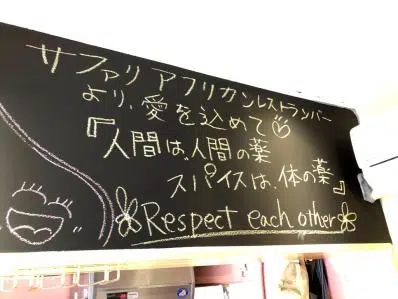 サファリアフリカンレストランバー
より、愛を込めて♡
『人間は、人間の薬
スパイスは、体の薬』
Respect each other